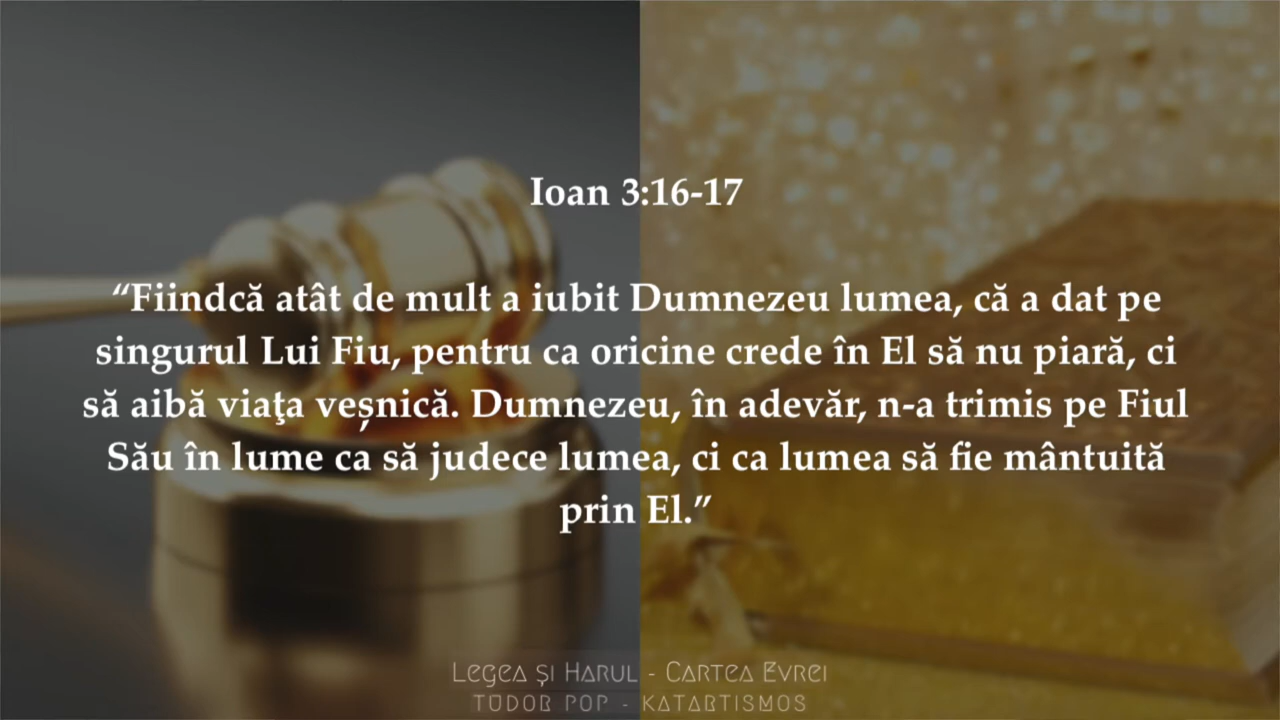 Ioan 3:16-17
“Fiindcă atât de mult a iubit Dumnezeu lumea, că a dat pe
singurul Lui Fiu, pentru ca oricine crede în El să nu piară, ci
să aibă viaţa veșnică. Dumnezeu, în adevăr, n-a trimis pe Fiul
Său în lume ca să judece lumea, ci ca lumea să fie mântuită
prin El.”
Legea și Harul - Cartea Evrei
TUDOR POP - KATARTISMOS